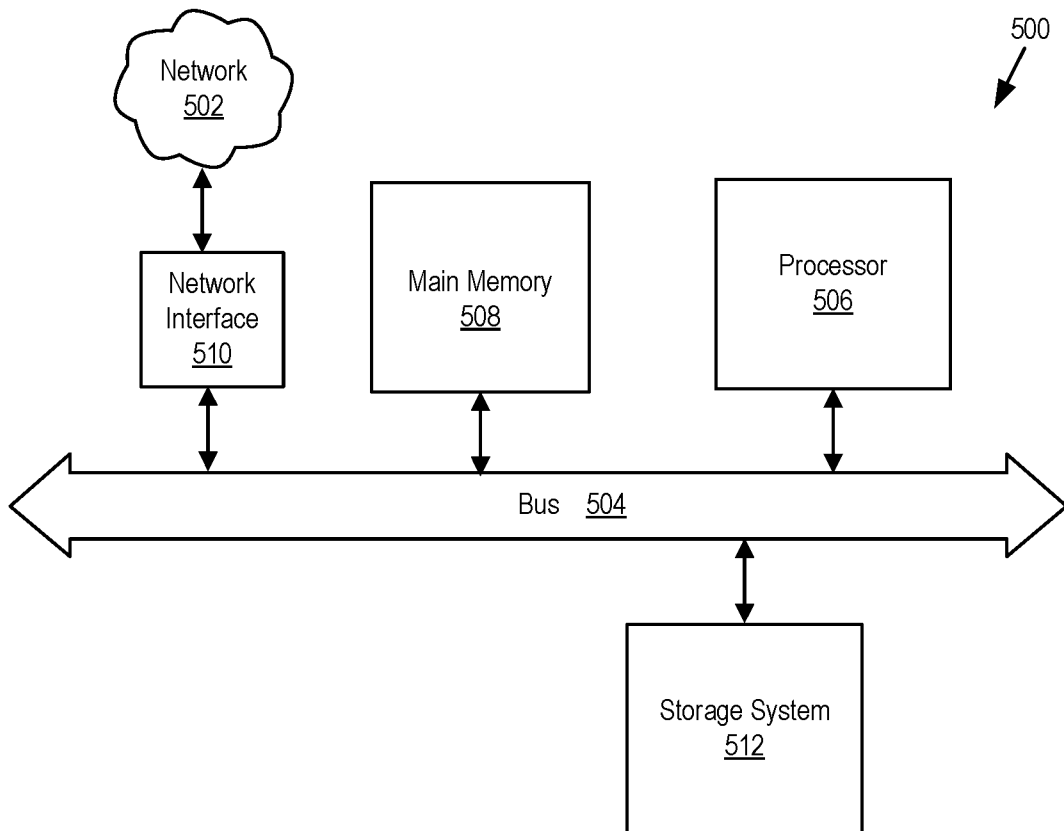 500
Network
502
Network
Interface
510
Main Memory
508
Processor
506
Bus 504
Storage System
512